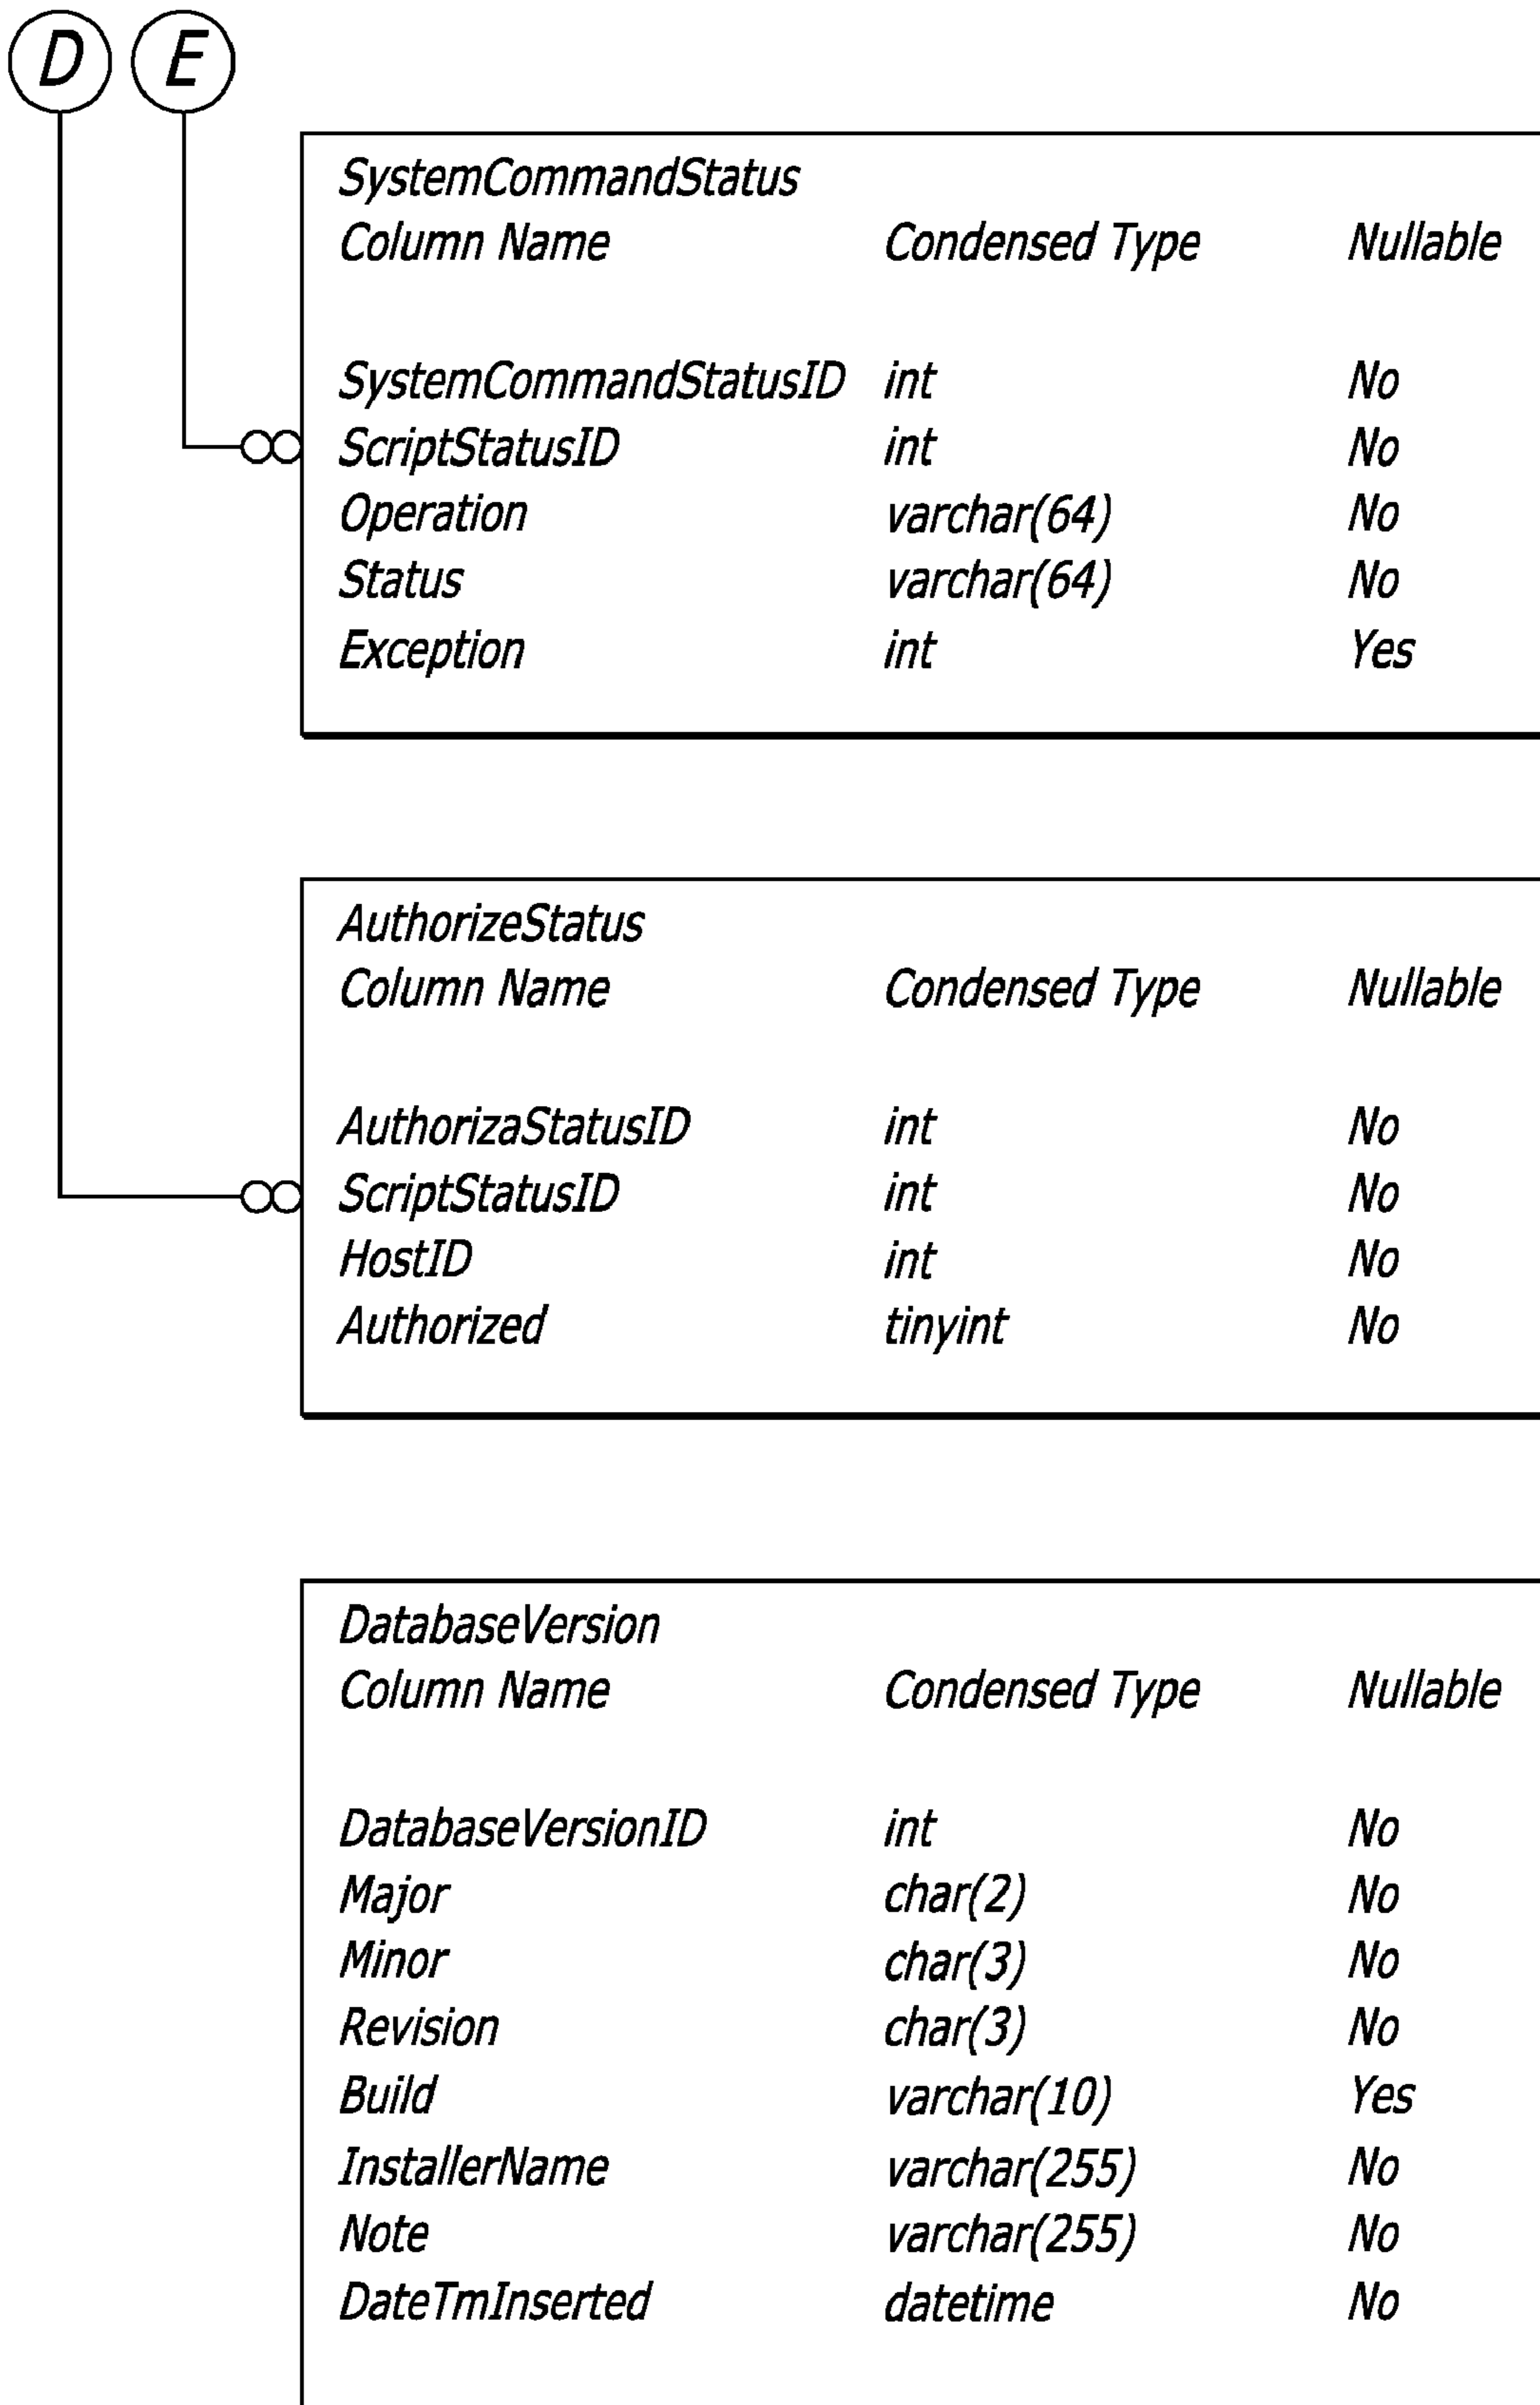 D E
SystemCommandStatus
Column Name Condensed Type Nullable
SystemCommandStatusID int No
ScriptStatusID int No
Operation varchar(64) No
Status varchar(64) No
Exception int Yes
AuthorizeStatus
Column Name Condensed Type Nullable
AuthorizaStatusID int No
ScriptStatusID int No
HostID int No
Authorized tinyint No
DatabaseVersion
Column Name Condensed Type Nullable
DatabaseVersionID int No
Major char(2) No
Minor char(3) No
Revision char(3) No
Build varchar(10) Yes
InstallerName varchar(255) No
Note varchar(255) No
DateTmInserted datetime No